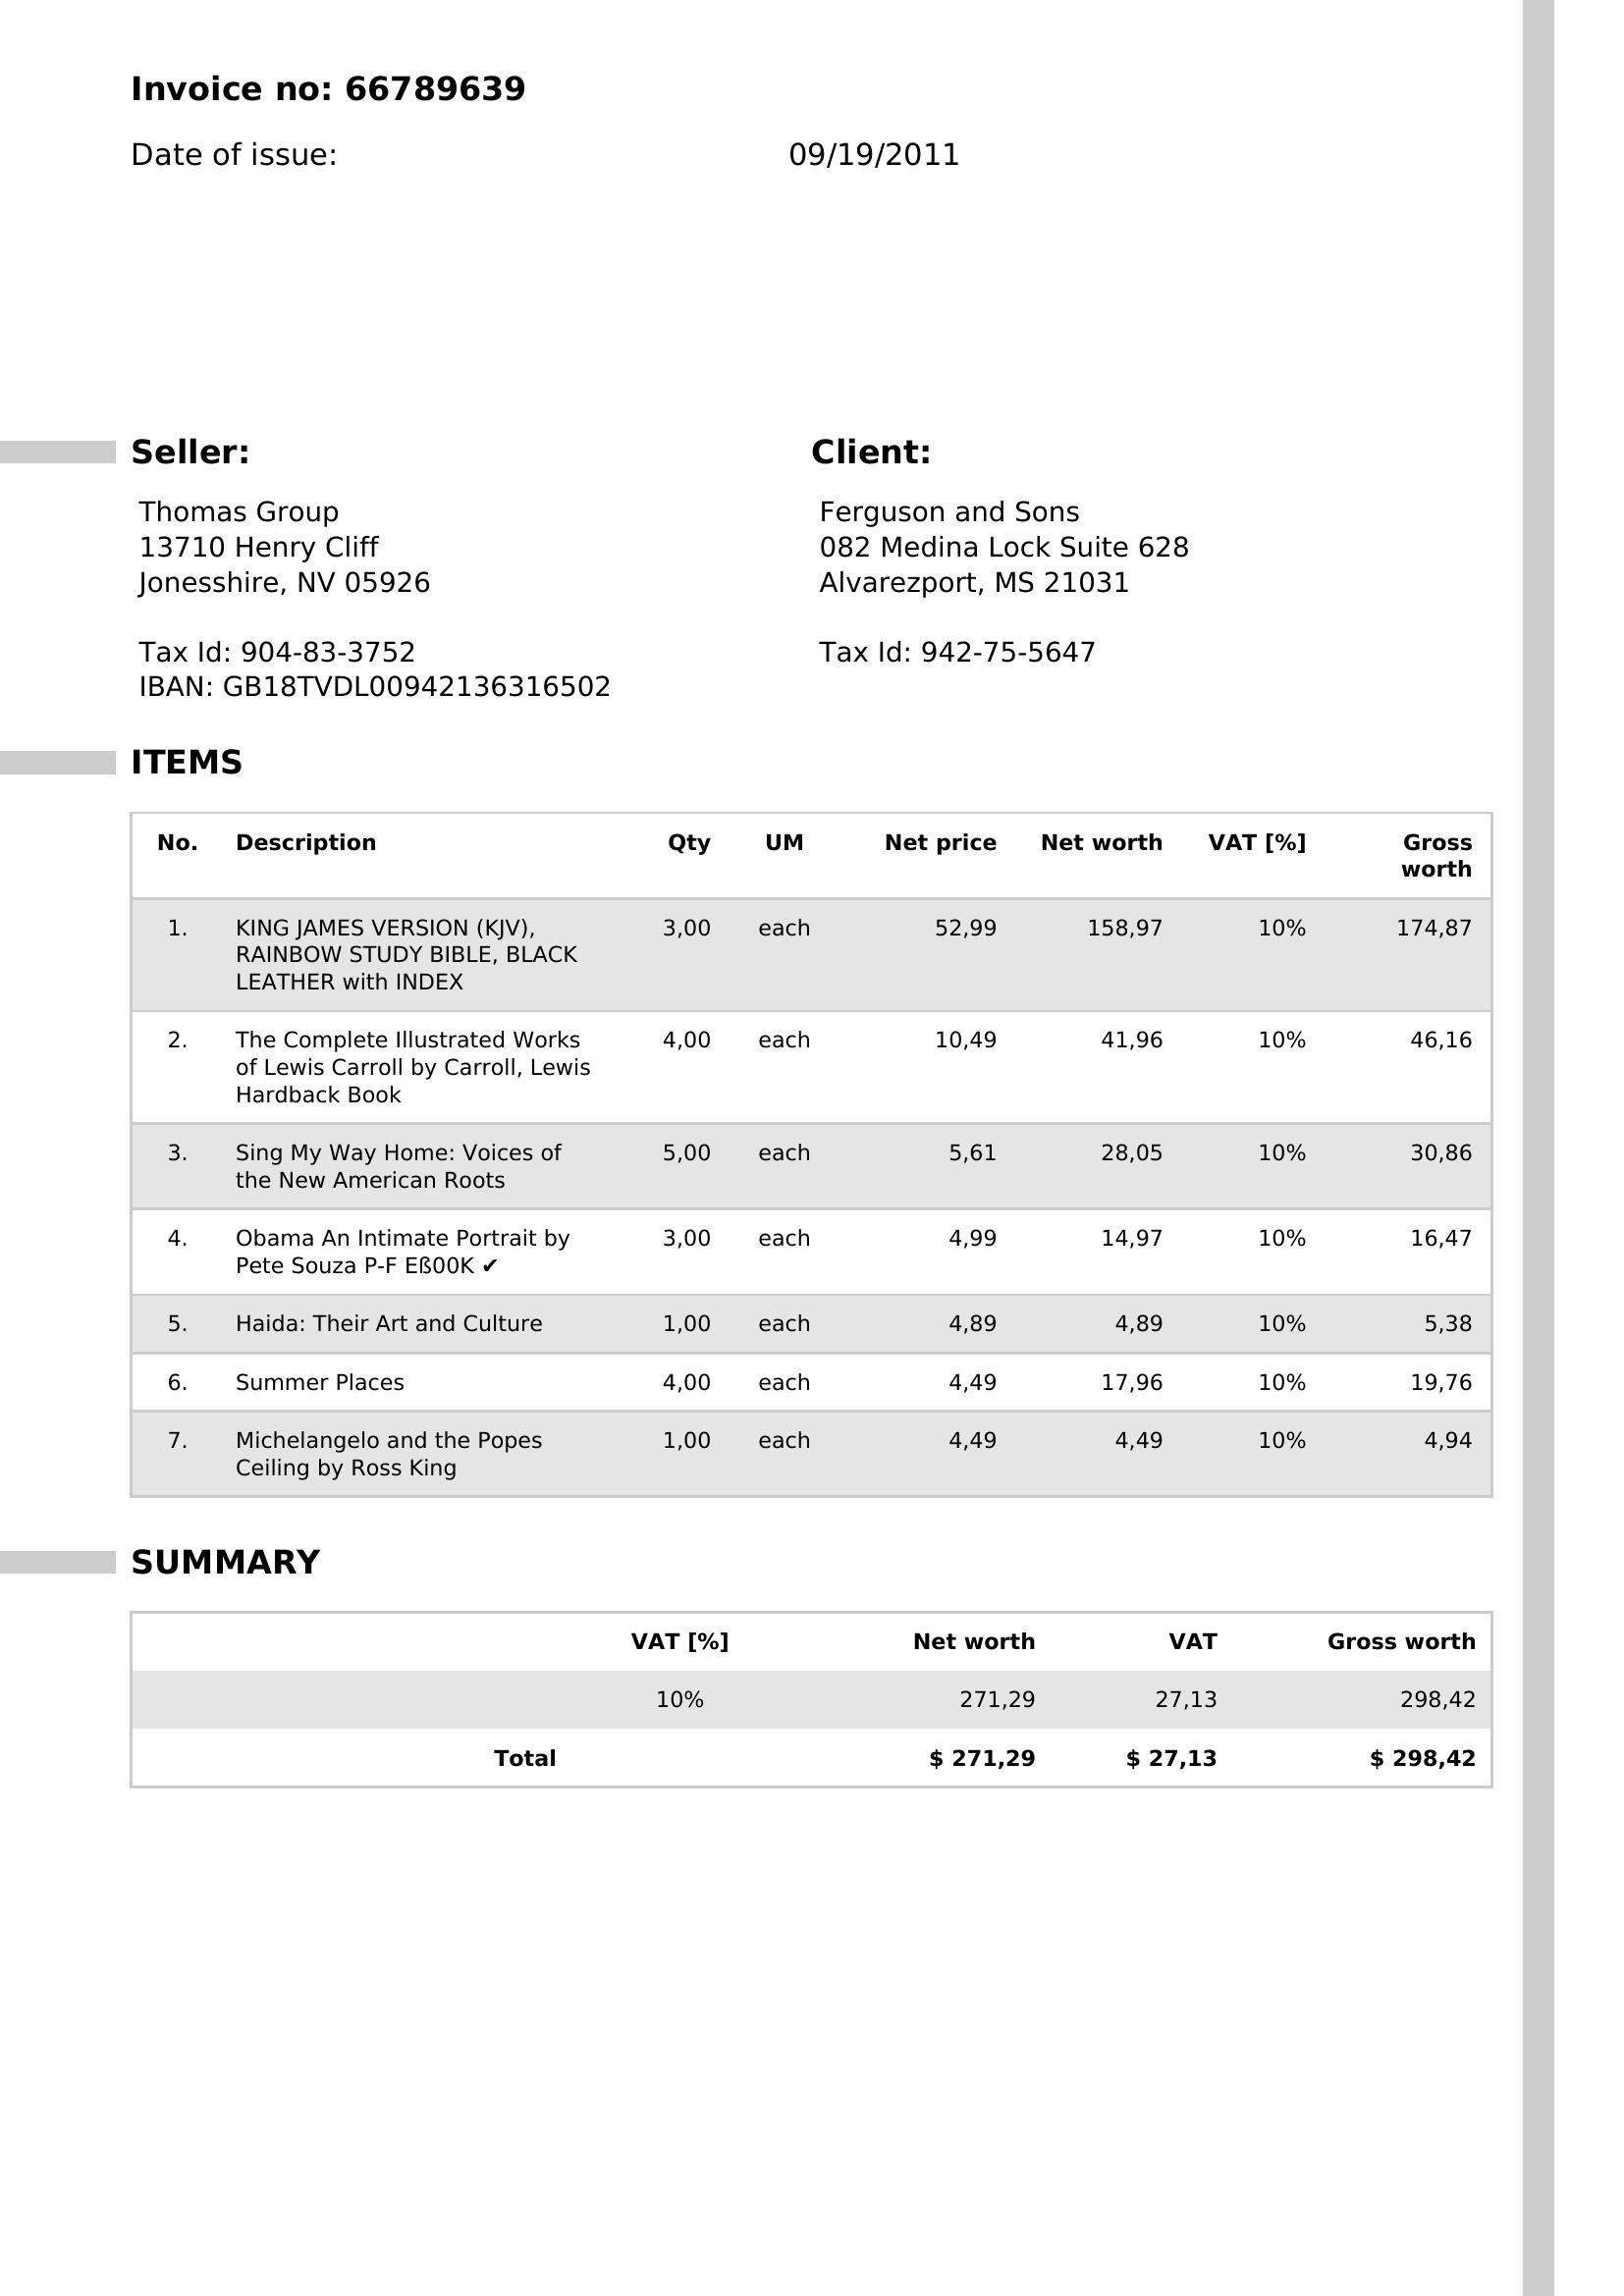 Invoice no: 66789639
Date of issue: 09/19/2011
Seller: Client:
Thomas Group Ferguson and Sons
13710 Henry Cliff 082 Medina Lock Suite 628
Jonesshire, NV 05926 Alvarezport, MS 21031
Tax Id: 904-83-3752 Tax Id: 942-75-5647
IBAN: GB18TVDL00942136316502
ITEMS
No. Description Qty UM Net price Net worth VAT [%] Gross
worth
1. KING JAMES VERSION (KJV), 3,00 each 52,99 158,97 10% 174,87
RAINBOW STUDY BIBLE, BLACK
LEATHER with INDEX
2. The Complete Illustrated Works 4,00 each 10,49 41,96 10% 46,16
of Lewis Carroll by Carroll, Lewis
Hardback Book
3. Sing My Way Home: Voices of 5,00 each 5,61 28,05 10% 30,86
the New American Roots
4. Obama An Intimate Portrait by 3,00 each 4,99 14,97 10% 16,47
Pete Souza P-F Eß00K ✔
5. Haida: Their Art and Culture 1,00 each 4,89 4,89 10% 5,38
6. Summer Places 4,00 each 4,49 17,96 10% 19,76
7. Michelangelo and the Popes 1,00 each 4,49 4,49 10% 4,94
Ceiling by Ross King
SUMMARY
VAT [%] Net worth VAT Gross worth
10% 271,29 27,13 298,42
Total $ 271,29 $ 27,13 $ 298,42